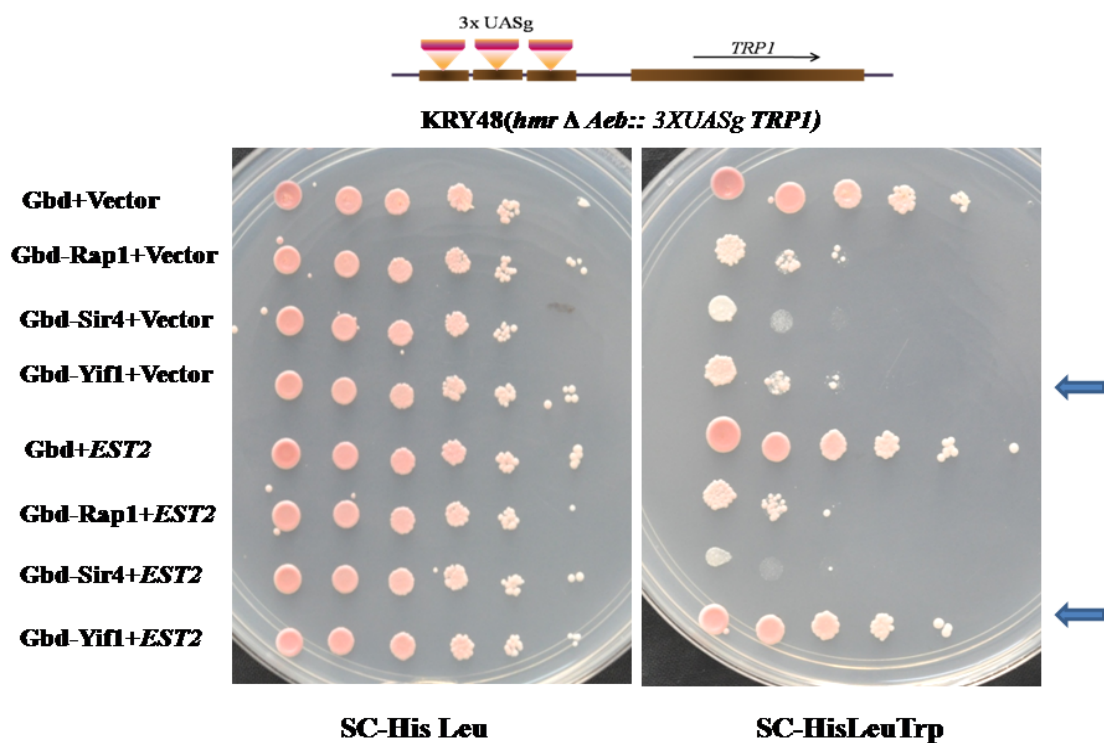 3x UASg
TRP1
KRY48(hmr Δ Aeb:: 3XUASg TRP1)
Gbd+Vector
Gbd-Rap1+Vector
Gbd-Sir4+Vector
Gbd-Yif1+Vector
Gbd+EST2
Gbd-Rap1+EST2
Gbd-Sir4+EST2
Gbd-Yif1+EST2
SC-His Leu
SC-HisLeuTrp